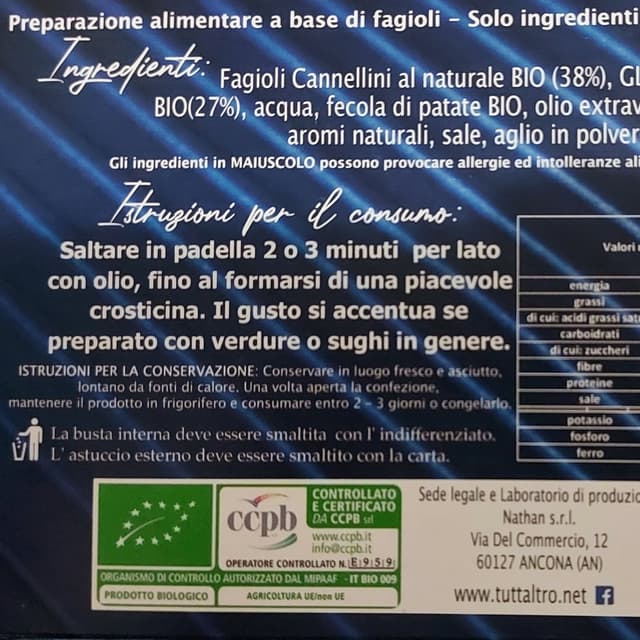 Preparazione alimentare a base di fagioli – Solo ingredienti
Ingredienti: Fagioli Cannellini al naturale BIO (38%), GL
BIO(27%), acqua, fecola di patate BIO, olio extrav
aromi naturali, sale, aglio in polver
Gli ingredienti in MAIUSCOLO possono provocare allergie ed intolleranze ali
Istruzioni per il consumo:
Saltare in padella 2 o 3 minuti per lato
con olio, fino al formarsi di una piacevole
crosticina. Il gusto si accentua se
preparato con verdure o sughi in genere.
ISTRUZIONI PER LA CONSERVAZIONE: Conservare in luogo fresco e asciutto,
lontano da fonti di calore. Una volta aperta la confezione,
mantenere il prodotto in frigorifero e consumare entro 2 – 3 giorni o congelarlo.
La busta interna deve essere smaltita con l' indifferenziato.
L' astuccio esterno deve essere smaltito con la carta.
Valori
energia
grassi
di cui: acidi grassi satu
carboidrati
di cui: zuccheri
fibre
proteine
sale
potassio
fosforo
ferro
ccpb
CONTROLLATO
E CERTIFICATO
DA CCPB srl
www.ccpb.it
info@ccpb.it
OPERATORE CONTROLLATO N. E959
ORGANISMO DI CONTROLLO AUTORIZZATO DAL MIPAAF - IT BIO 009
PRODOTTO BIOLOGICO
AGRICOLTURA UE/non UE
Sede legale e Laboratorio di produzio
Nathan s.r.l.
Via Del Commercio, 12
60127 ANCONA (AN)
www.tuttaltro.net f